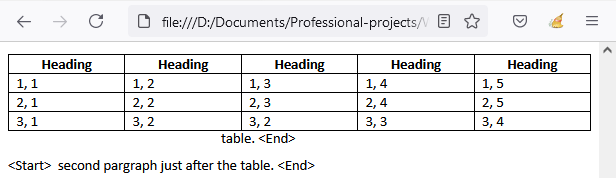 file:///D:/Documents/Professional-projects/
Heading Heading Heading Heading Heading
1, 1 1, 2 1, 3 1, 4 1, 5
2, 1 2, 2 2, 3 2, 4 2, 5
3, 1 3, 2 3, 2 3, 3 3, 4
table. <End>
<Start> second pargraph just after the table. <End>